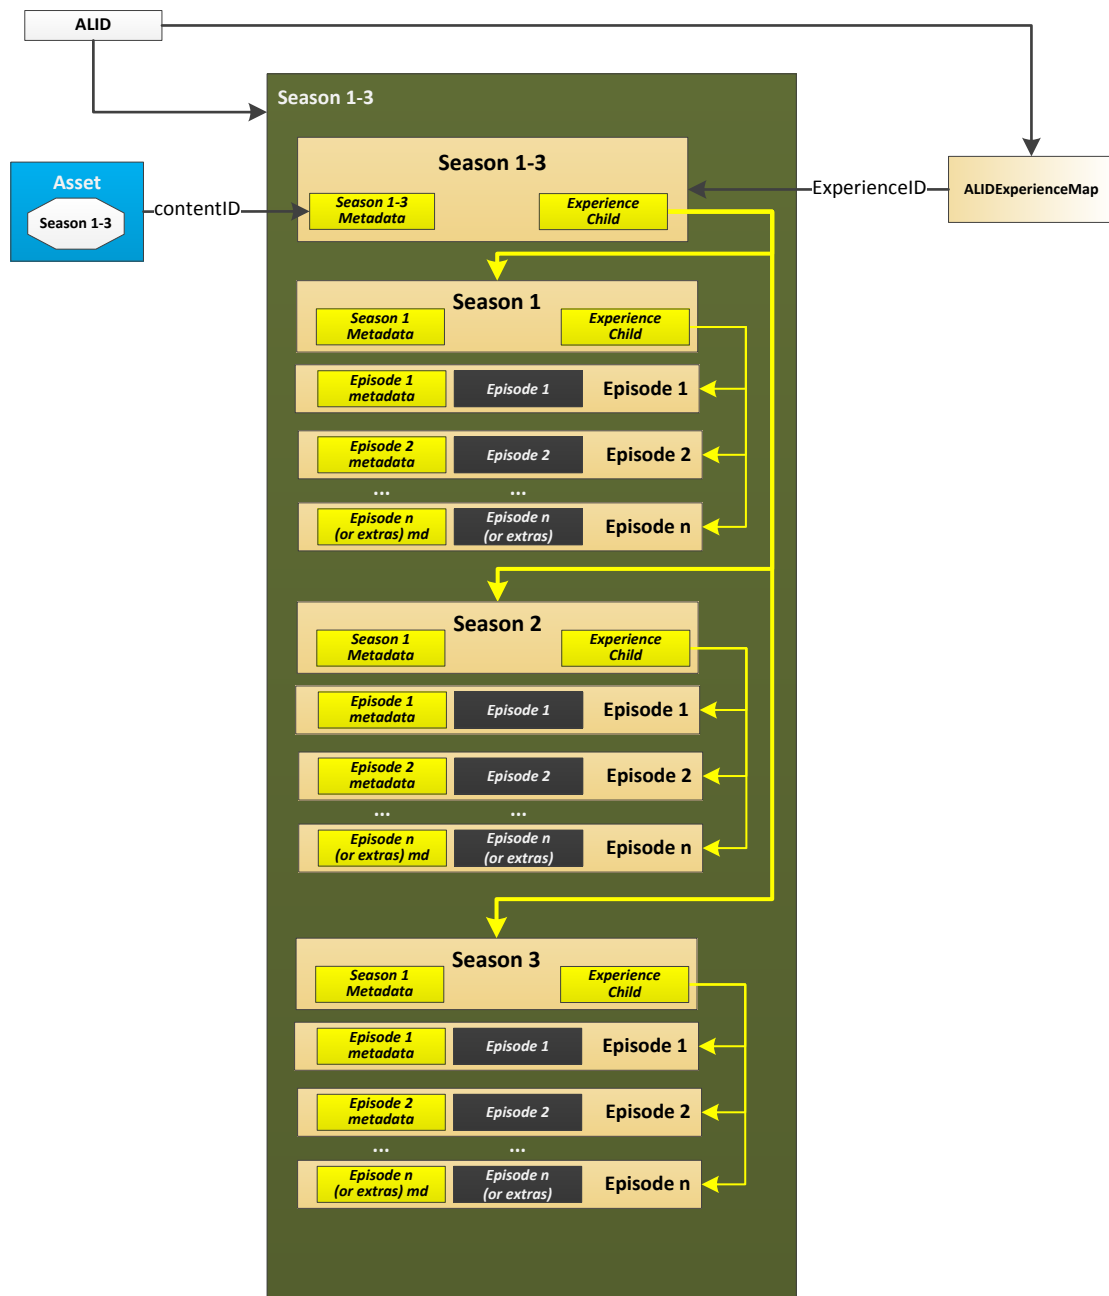 ALID
Season 1-3
Season 1-3
Season 1-3
Metadata
Experience
Child
Asset
Season 1-3
contentID
ExperienceID
ALIDExperienceMap
Season 1
Season 1
Metadata
Experience
Child
Episode 1
metadata
Episode 1
Episode 1
Episode 2
metadata
Episode 2
Episode 2
...
...
Episode n
(or extras) md
Episode n
(or extras)
Episode n
Season 2
Season 1
Metadata
Experience
Child
Episode 1
metadata
Episode 1
Episode 1
Episode 2
metadata
Episode 2
Episode 2
...
...
Episode n
(or extras) md
Episode n
(or extras)
Episode n
Season 3
Season 1
Metadata
Experience
Child
Episode 1
metadata
Episode 1
Episode 1
Episode 2
metadata
Episode 2
Episode 2
...
...
Episode n
(or extras) md
Episode n
(or extras)
Episode n